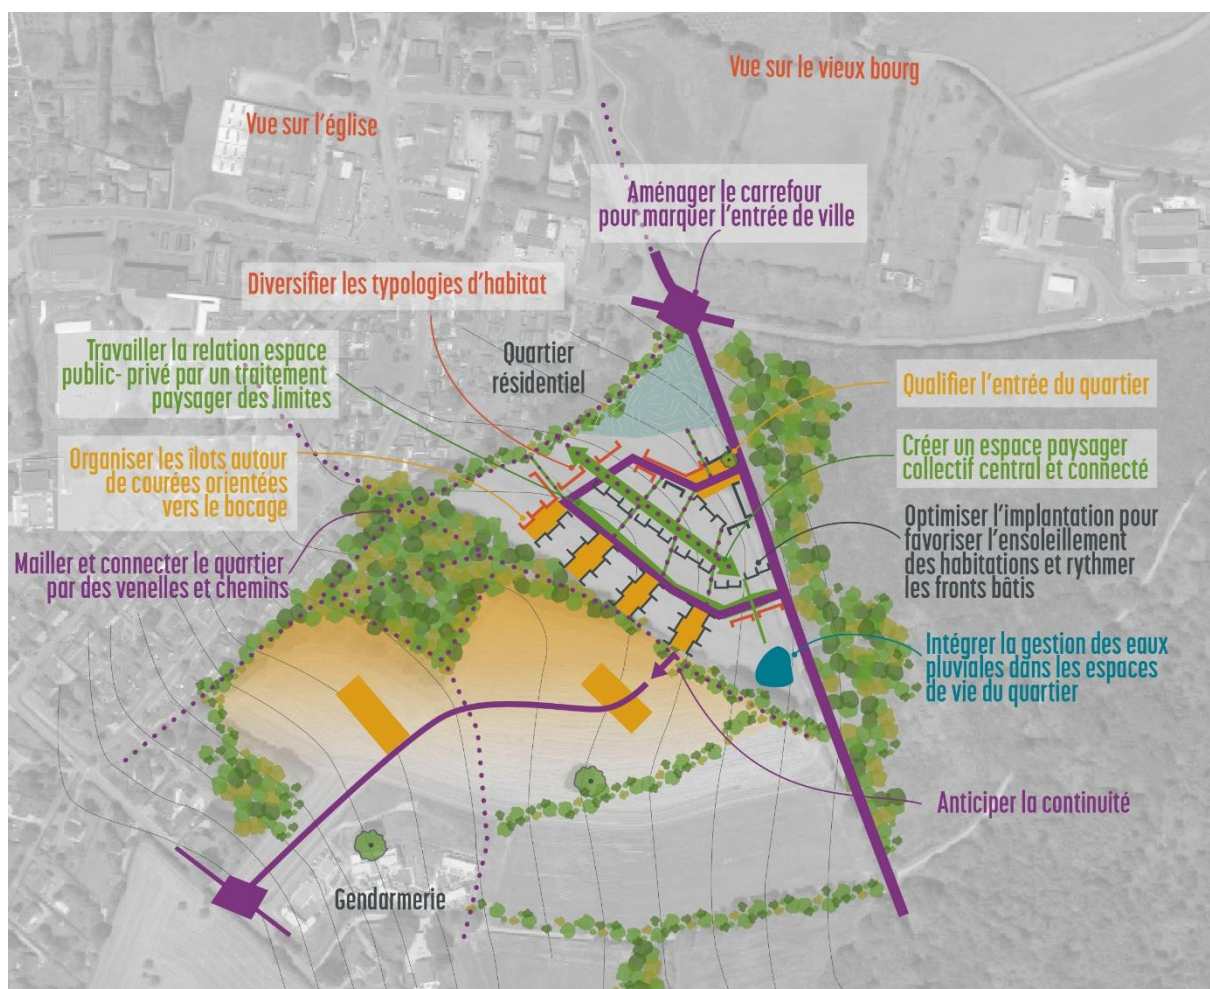 Vue sur le vieux bourg
Vue sur l'église
Aménager le carrefour
pour marquer l'entrée de ville
Diversifier les typologies d'habitat
Travailler la relation espace
public- privé par un traitement
paysager des limites
Quartier
résidentiel
Qualifier l'entrée du quartier
Organiser les îlots autour
de courées orientées
vers le bocage
Créer un espace paysager
collectif central et connecté
Mailler et connecter le quartier
par des venelles et chemins
Optimiser l'implantation pour
favoriser l'ensoleillement
des habitations et rythmer
les fronts bâtis
Intégrer la gestion des eaux
pluviales dans les espaces
de vie du quartier
Anticiper la continuité
Gendarmerie